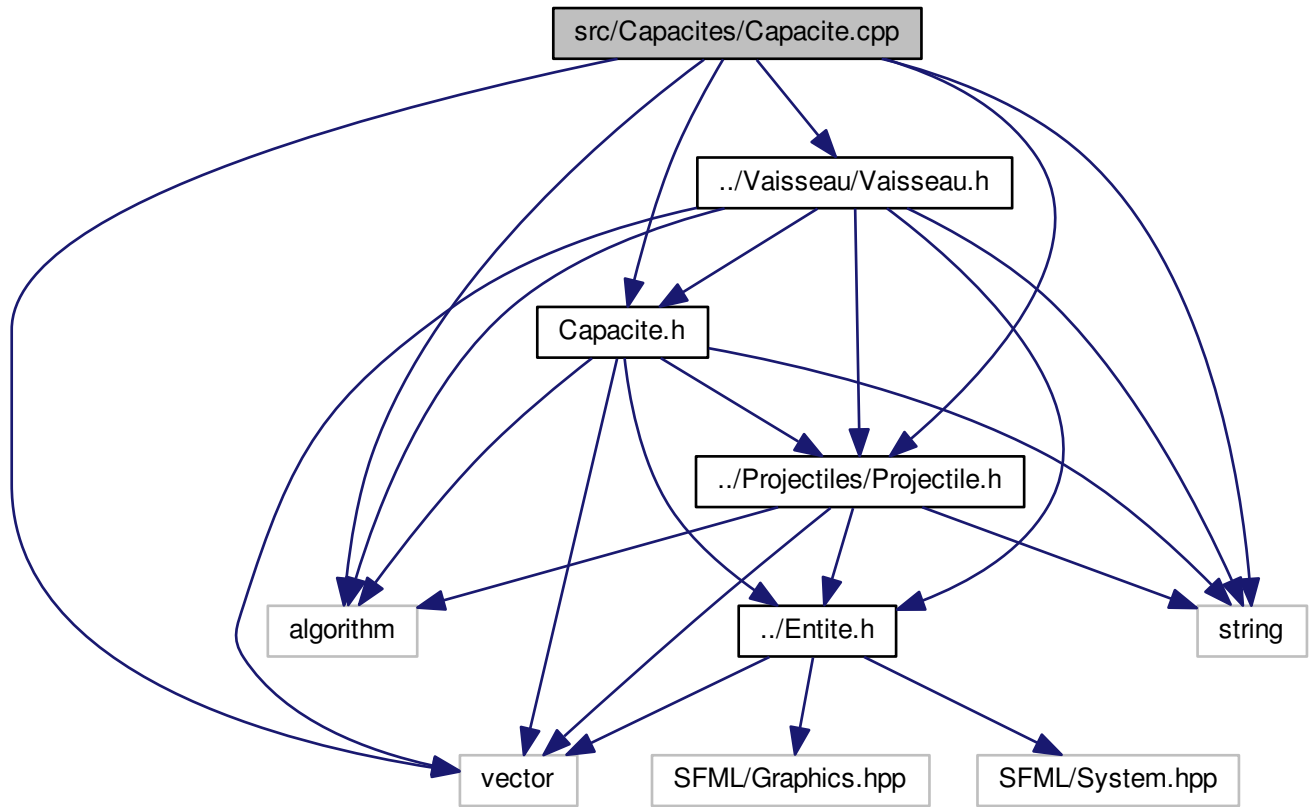 src/Capacites/Capacite.cpp
../Vaisseau/Vaisseau.h
Capacite.h
../Projectiles/Projectile.h
algorithm
../Entite.h
string
vector
SFML/Graphics.hpp
SFML/System.hpp